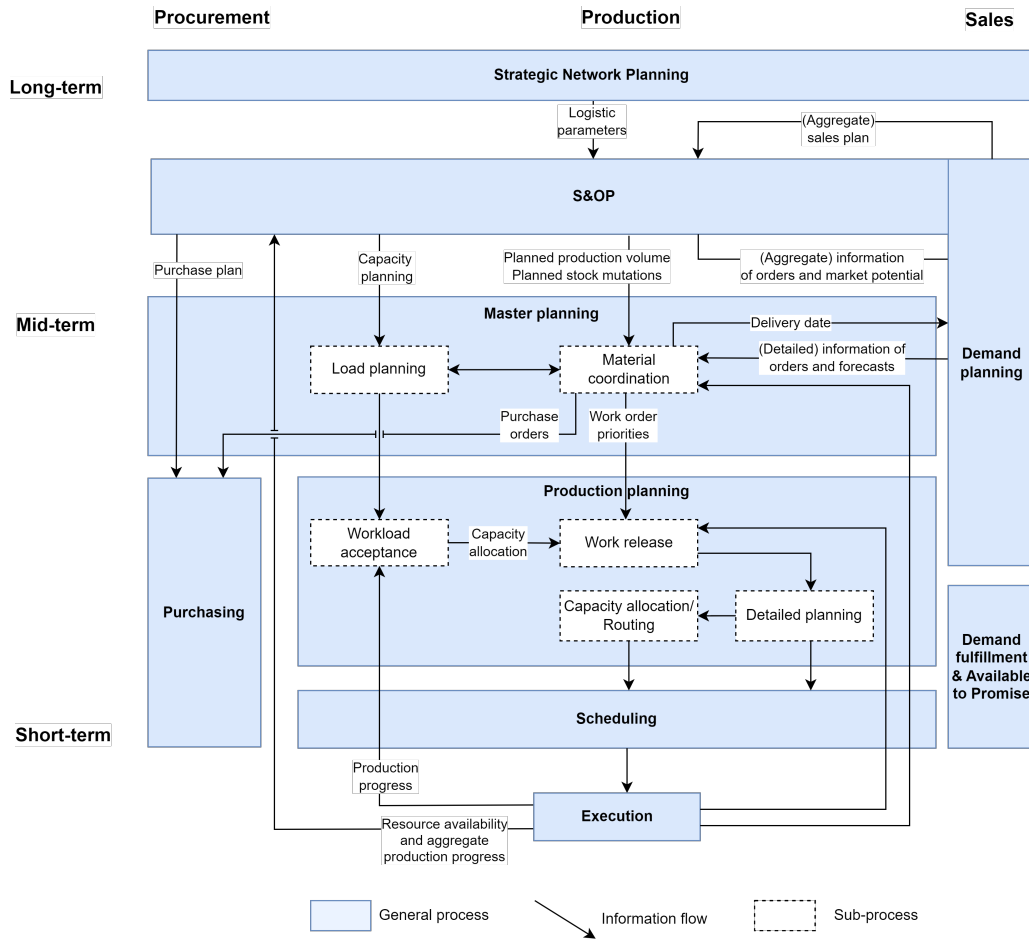 Procurement
Production
Sales
Long-term
Strategic Network Planning
Logistic
parameters
(Aggregate)
sales plan
S&OP
Purchase plan
Capacity
planning
Planned production volume
Planned stock mutations
(Aggregate) information
of orders and market potential
Mid-term
Master planning
Delivery date
Load planning
Material
coordination
(Detailed) information of
orders and forecasts
Demand
planning
Purchase
orders
Work order
priorities
Production planning
Workload
acceptance
Capacity
allocation
Work release
Purchasing
Capacity allocation/
Routing
Detailed planning
Demand
fulfillment
& Available
to Promise
Short-term
Scheduling
Production
progress
Execution
Resource availability
and aggregate
production progress
General process
Information flow
Sub-process